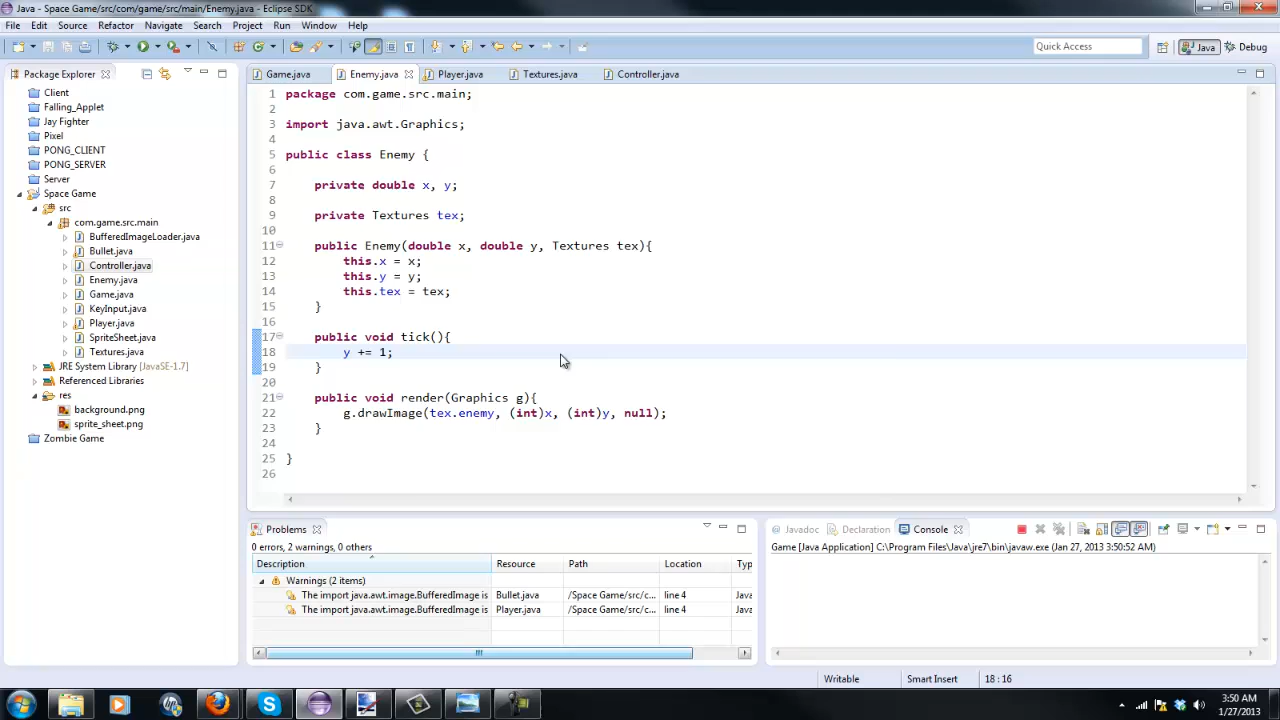 Java - Space Game/src/com/game/src/main/Enemy.java - Eclipse SDK
File Edit Source Refactor Navigate Search Project Run Window Help
Quick Access
Java Debug
Package Explorer
Client
Falling_Applet
Jay Fighter
Pixel
PONG_CLIENT
PONG_SERVER
Server
Space Game
src
com.game.src.main
BufferedImageLoader.java
Bullet.java
Controller.java
Enemy.java
Game.java
KeyInput.java
Player.java
SpriteSheet.java
Textures.java
JRE System Library [JavaSE-1.7]
Referenced Libraries
res
background.png
sprite_sheet.png
Zombie Game
Game.java Enemy.java Player.java Textures.java Controller.java
1 package com.game.src.main;
2
3 import java.awt.Graphics;
4
5 public class Enemy {
6
7 private double x, y;
8
9 private Textures tex;
10
11 public Enemy(double x, double y, Textures tex){
12 this.x = x;
13 this.y = y;
14 this.tex = tex;
15 }
16
17 public void tick(){
18 y += 1;
19 }
20
21 public void render(Graphics g){
22 g.drawImage(tex.enemy, (int)x, (int)y, null);
23 }
24
25 }
26
Problems
0 errors, 2 warnings, 0 others
Description Resource Path Location Typ
Warnings (2 items)
The import java.awt.image.BufferedImage is Bullet.java /Space Game/src/c... line 4 Java
The import java.awt.image.BufferedImage is Player.java /Space Game/src/c... line 4 Java
Javadoc Declaration Console
Game [Java Application] C:\Program Files\Java\jre7\bin\javaw.exe (Jan 27, 2013 3:50:52 AM)
Writable Smart Insert 18 : 16
3:50 AM
1/27/2013